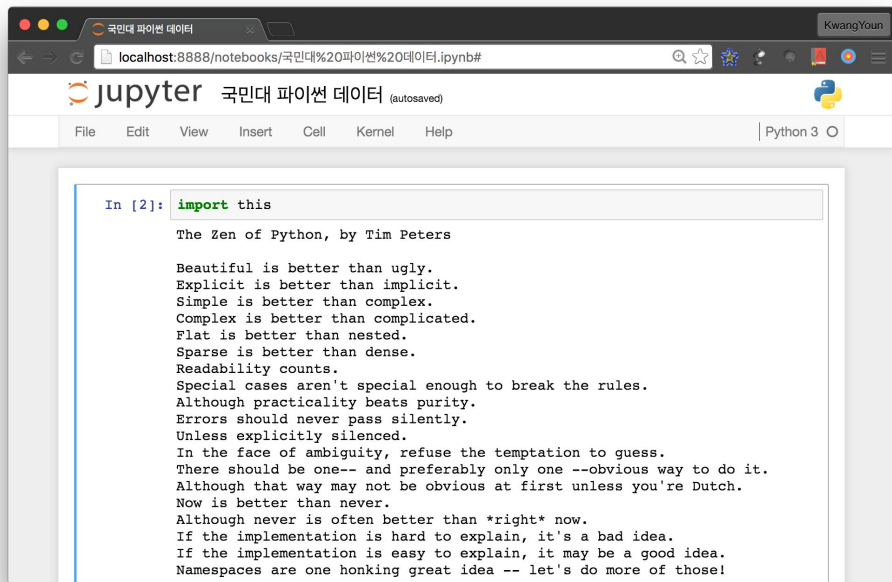 국민대 파이썬 데이터
KwangYoun
localhost:8888/notebooks/국민대%20파이썬%20데이터.ipynb#
jupyter 국민대 파이썬 데이터 (autosaved)
File Edit View Insert Cell Kernel Help Python 3
In [2]: import this
The Zen of Python, by Tim Peters
Beautiful is better than ugly.
Explicit is better than implicit.
Simple is better than complex.
Complex is better than complicated.
Flat is better than nested.
Sparse is better than dense.
Readability counts.
Special cases aren't special enough to break the rules.
Although practicality beats purity.
Errors should never pass silently.
Unless explicitly silenced.
In the face of ambiguity, refuse the temptation to guess.
There should be one-- and preferably only one --obvious way to do it.
Although that way may not be obvious at first unless you're Dutch.
Now is better than never.
Although never is often better than *right* now.
If the implementation is hard to explain, it's a bad idea.
If the implementation is easy to explain, it may be a good idea.
Namespaces are one honking great idea -- let's do more of those!